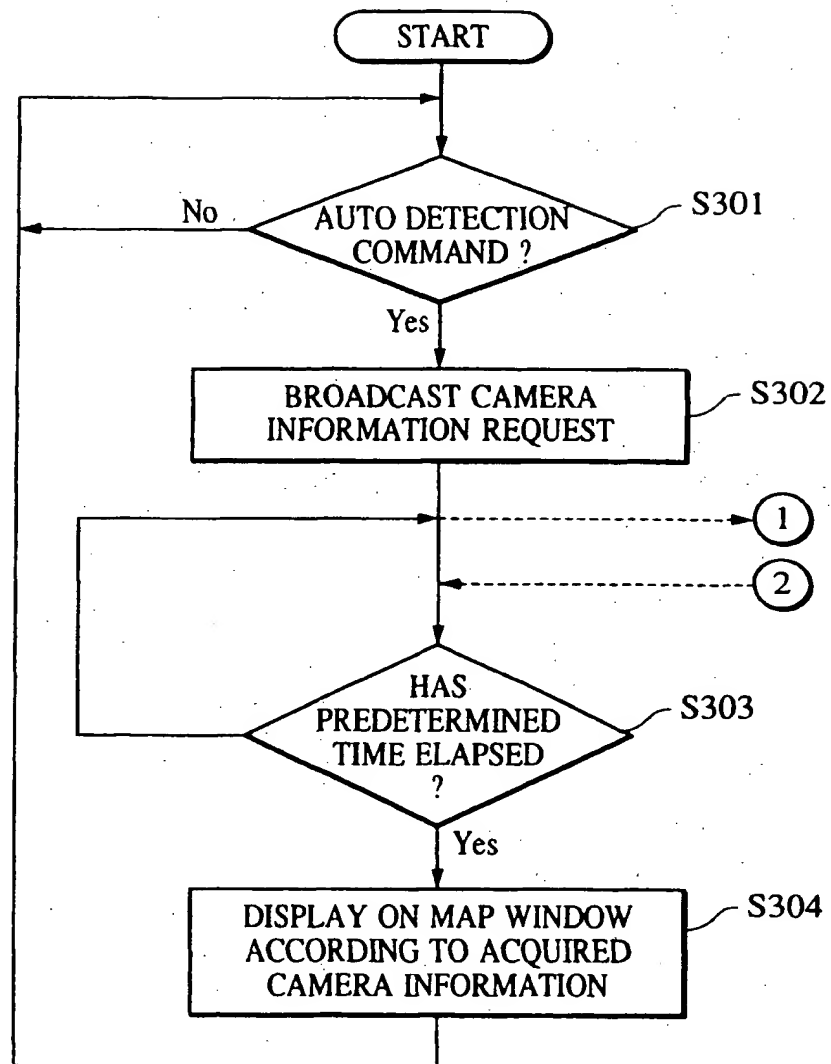 START
AUTO DETECTION
COMMAND ?
S301
No
Yes
BROADCAST CAMERA
INFORMATION REQUEST
S302
1
2
HAS
PREDETERMINED
TIME ELAPSED
?
S303
Yes
DISPLAY ON MAP WINDOW
ACCORDING TO ACQUIRED
CAMERA INFORMATION
S304